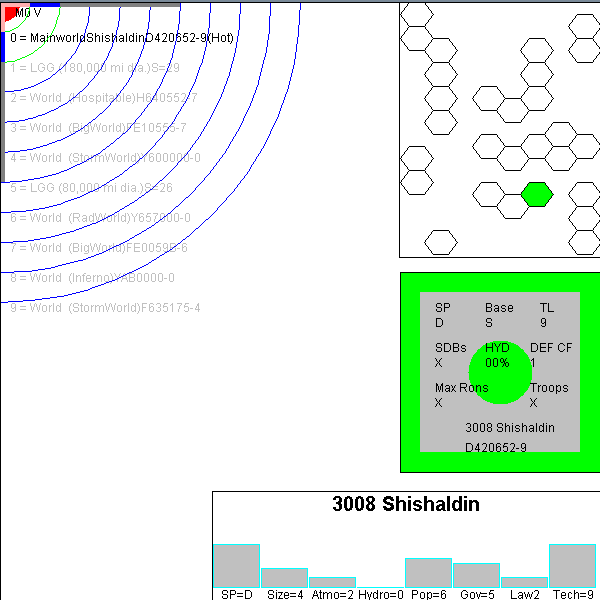 M0 V
0 = MainworldShishaldinD420652-9(Hot)
1 = LGG (180,000 mi dia.)S=29
2 = World (Hospitable)H640552-7
3 = World (BigWorld)FE10555-7
4 = World (StormWorld)Y600000-0
5 = LGG (80,000 mi dia.)S=26
6 = World (RadWorld)Y657000-0
7 = World (BigWorld)FE0059B-6
8 = World (Inferno)YAB0000-0
9 = World (StormWorld)F635175-4
SP Base TL
D S 9
SDBs HYD DEF CF
X 00% 1
Max Rons Troops
X X
3008 Shishaldin
D420652-9
3008 Shishaldin
SP=D Size=4 Atmo=2 Hydro=0 Pop=6 Gov=5 Law2 Tech=9